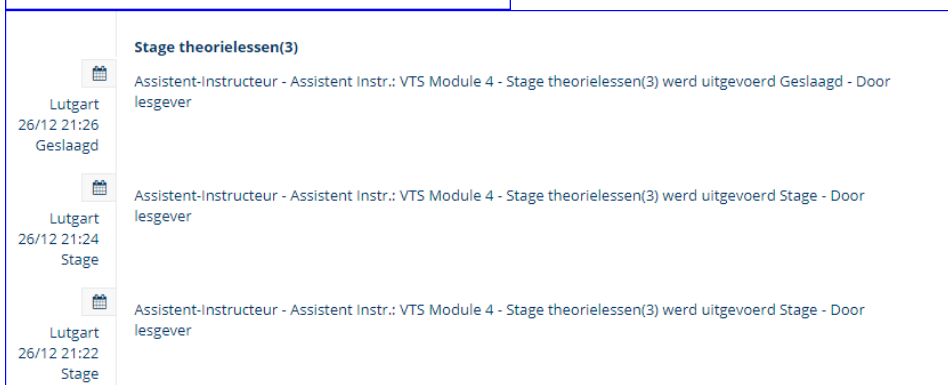 Stage theorielessen(3)
Assistent-Instructeur - Assistent Instr.: VTS Module 4 - Stage theorielessen(3) werd uitgevoerd Geslaagd - Door
lesgever
Lutgart
26/12 21:26
Geslaagd
Assistent-Instructeur - Assistent Instr.: VTS Module 4 - Stage theorielessen(3) werd uitgevoerd Stage - Door
lesgever
Lutgart
26/12 21:24
Stage
Assistent-Instructeur - Assistent Instr.: VTS Module 4 - Stage theorielessen(3) werd uitgevoerd Stage - Door
lesgever
Lutgart
26/12 21:22
Stage